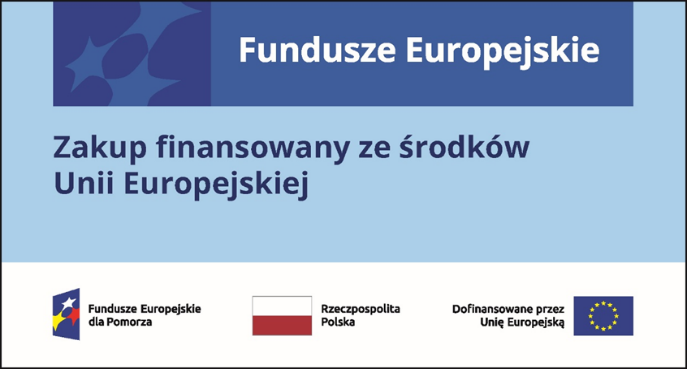 Fundusze Europejskie
Zakup finansowany ze środków
Unii Europejskiej
Fundusze Europejskie
dla Pomorza
Rzeczpospolita
Polska
Dofinansowane przez
Unię Europejską